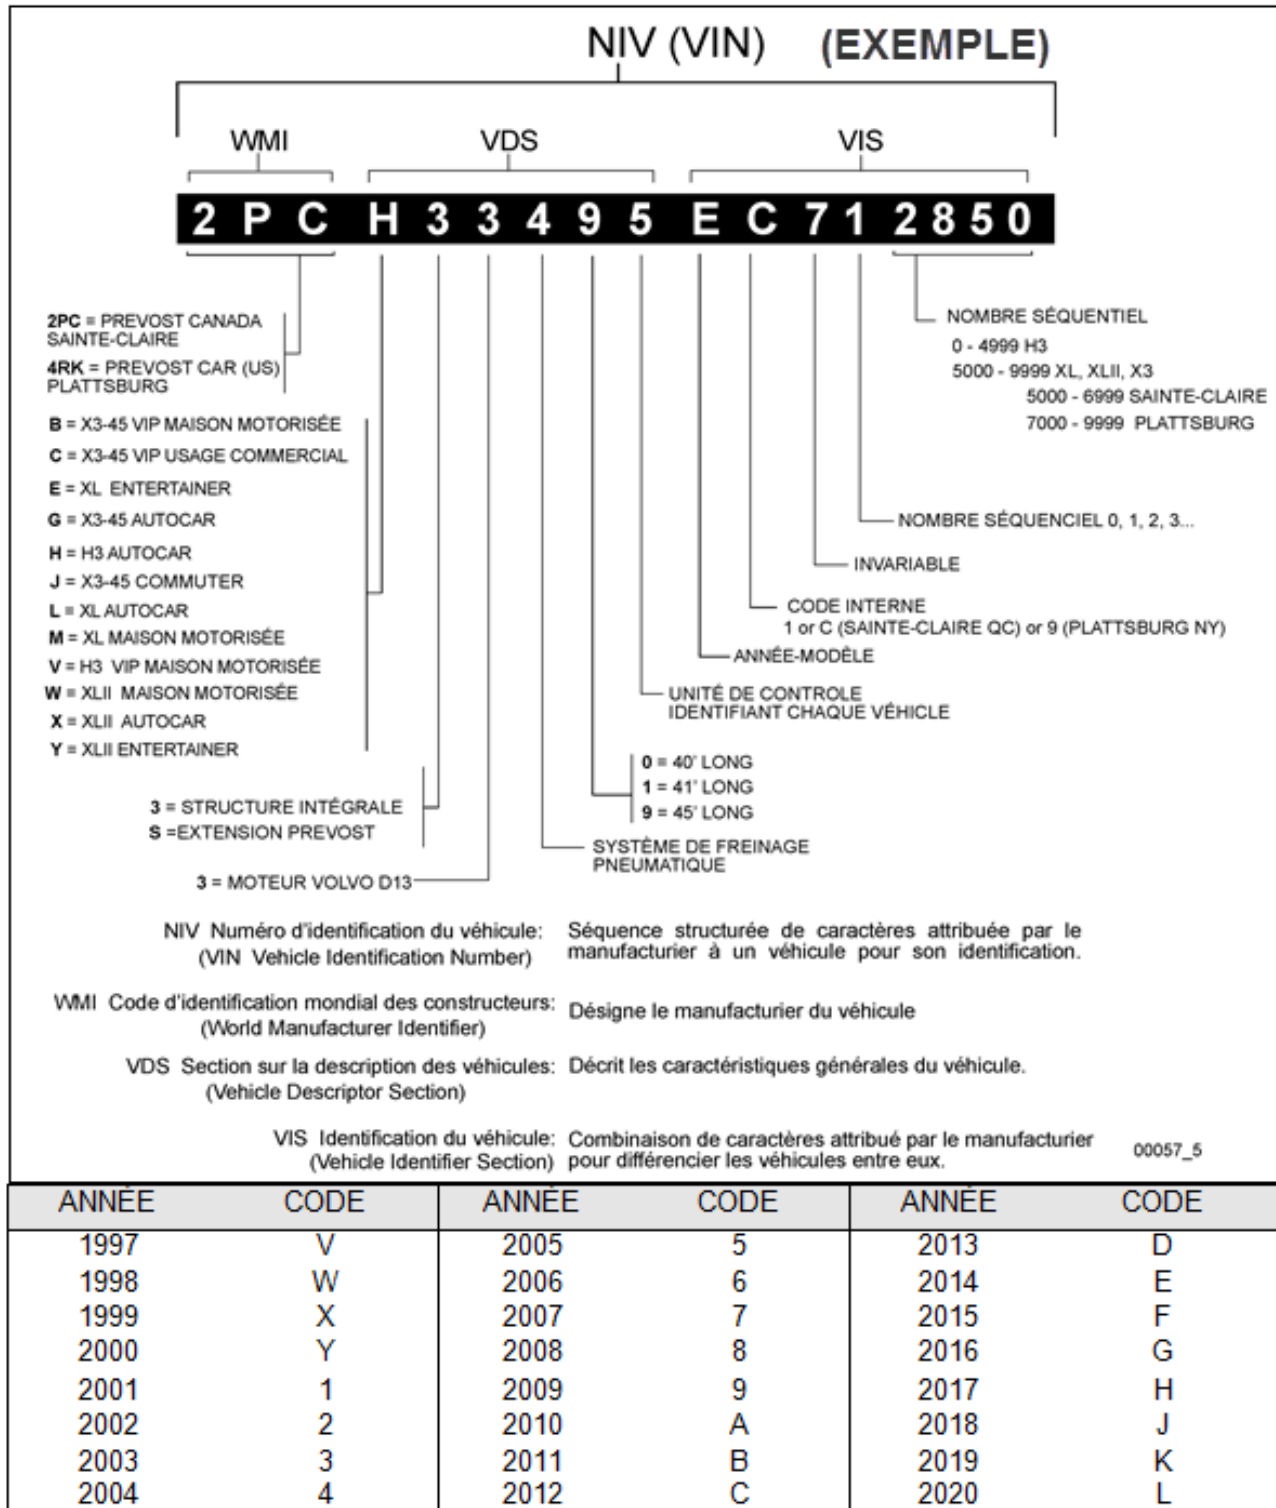 NIV (VIN) (EXEMPLE)
WMI VDS VIS
2 P C H 3 3 4 9 5 E C 7 1 2 8 5 0
2PC = PREVOST CANADA
SAINTE-CLAIRE
4RK = PREVOST CAR (US)
PLATTSBURG
B = X3-45 VIP MAISON MOTORISÉE
C = X3-45 VIP USAGE COMMERCIAL
E = XL ENTERTAINER
G = X3-45 AUTOCAR
H = H3 AUTOCAR
J = X3-45 COMMUTER
L = XL AUTOCAR
M = XL MAISON MOTORISÉE
V = H3 VIP MAISON MOTORISÉE
W = XLII MAISON MOTORISÉE
X = XLII AUTOCAR
Y = XLII ENTERTAINER
3 = STRUCTURE INTÉGRALE
S =EXTENSION PREVOST
3 = MOTEUR VOLVO D13
NOMBRE SÉQUENTIEL
0 - 4999 H3
5000 - 9999 XL, XLII, X3
5000 - 6999 SAINTE-CLAIRE
7000 - 9999 PLATTSBURG
NOMBRE SÉQUENCIEL 0, 1, 2, 3...
INVARIABLE
CODE INTERNE
1 or C (SAINTE-CLAIRE QC) or 9 (PLATTSBURG NY)
ANNÉE-MODÈLE
UNITÉ DE CONTROLE
IDENTIFIANT CHAQUE VÉHICLE
0 = 40' LONG
1 = 41' LONG
9 = 45' LONG
SYSTÈME DE FREINAGE
PNEUMATIQUE
NIV Numéro d'identification du véhicule: Séquence structurée de caractères attribuée par le
(VIN Vehicle Identification Number) manufacturier à un véhicule pour son identification.
WMI Code d'identification mondial des constructeurs: Désigne le manufacturier du véhicule
(World Manufacturer Identifier)
VDS Section sur la description des véhicules: Décrit les caractéristiques générales du véhicule.
(Vehicle Descriptor Section)
VIS Identification du véhicule: Combinaison de caractères attribué par le manufacturier
(Vehicle Identifier Section) pour différencier les véhicules entre eux.
00057_5
ANNÉE CODE ANNÉE CODE ANNÉE CODE
1997 V 2005 5 2013 D
1998 W 2006 6 2014 E
1999 X 2007 7 2015 F
2000 Y 2008 8 2016 G
2001 1 2009 9 2017 H
2002 2 2010 A 2018 J
2003 3 2011 B 2019 K
2004 4 2012 C 2020 L